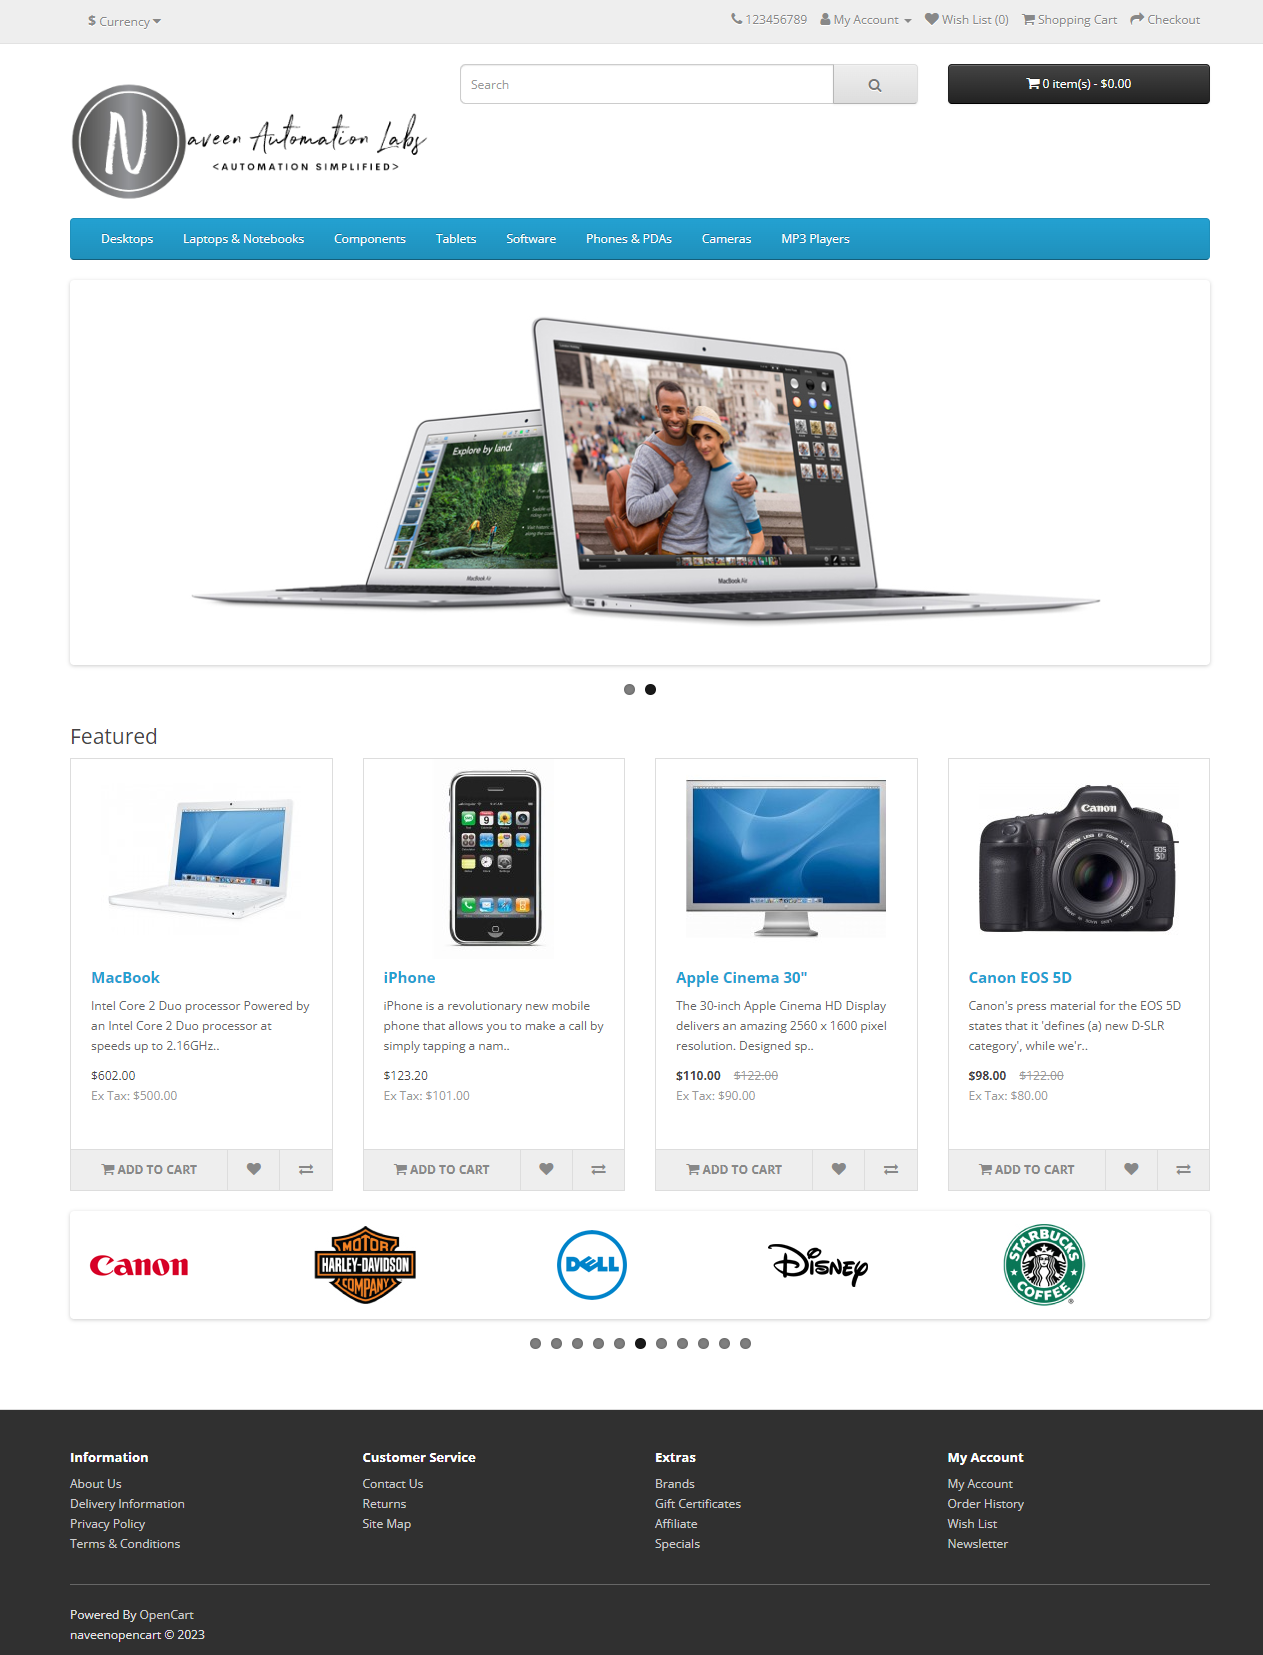 $ Currency
123456789 My Account Wish List (0) Shopping Cart Checkout
Search
0 item(s) - $0.00
N
aveen Automation Labs
<AUTOMATION SIMPLIFIED>
Desktops Laptops & Notebooks Components Tablets Software Phones & PDAs Cameras MP3 Players
Explore by land.
MacBook Air
MacBook Air
Featured
Canon
EOS
5D
MacBook
Intel Core 2 Duo processor Powered by
an Intel Core 2 Duo processor at
speeds up to 2.16GHz..
$602.00
Ex Tax: $500.00
ADD TO CART
iPhone
iPhone is a revolutionary new mobile
phone that allows you to make a call by
simply tapping a nam..
$123.20
Ex Tax: $101.00
ADD TO CART
Apple Cinema 30"
The 30-inch Apple Cinema HD Display
delivers an amazing 2560 x 1600 pixel
resolution. Designed sp..
$110.00 $122.00
Ex Tax: $90.00
ADD TO CART
Canon EOS 5D
Canon's press material for the EOS 5D
states that it 'defines (a) new D-SLR
category', while we'r..
$98.00 $122.00
Ex Tax: $80.00
ADD TO CART
Canon
MOTOR
HARLEY-DAVIDSON
COMPANY
DELL
Disney
STARBUCKS
COFFEE
Information
About Us
Delivery Information
Privacy Policy
Terms & Conditions
Customer Service
Contact Us
Returns
Site Map
Extras
Brands
Gift Certificates
Affiliate
Specials
My Account
My Account
Order History
Wish List
Newsletter
Powered By OpenCart
naveenopencart © 2023